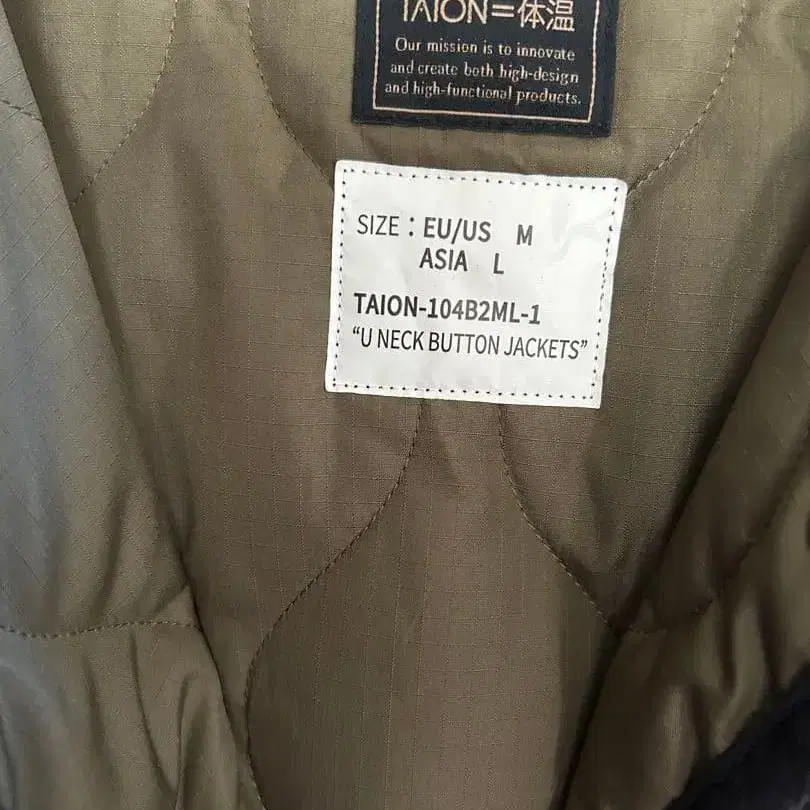 TAION=体温
Our mission is to innovate
and create both high-design
and high-functional products.
SIZE : EU/US M
ASIA L
TAION-104B2ML-1
“U NECK BUTTON JACKETS”